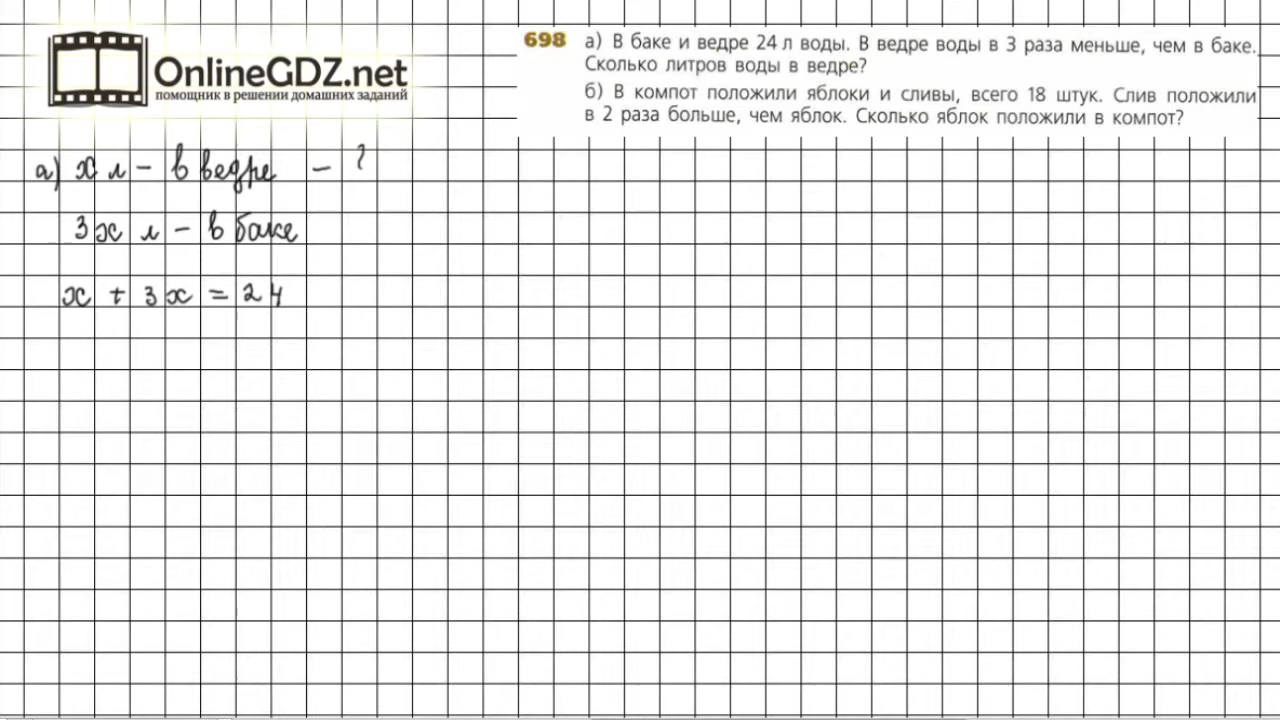 OnlineGDZ.net
помощник в решении домашних заданий
698 а) В баке и ведре 24 л воды. В ведре воды в 3 раза меньше, чем в баке.
Сколько литров воды в ведре?
б) В компот положили яблоки и сливы, всего 18 штук. Слив положили
в 2 раза больше, чем яблок. Сколько яблок положили в компот?
а) х л – в ведре – ?
3х л – в баке
х + 3х = 24